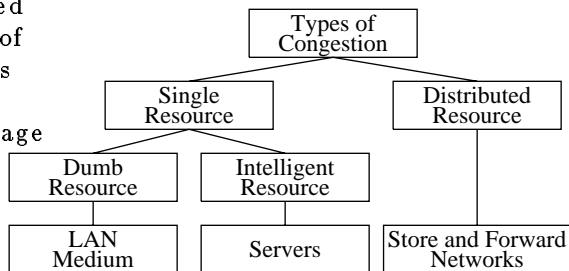 ed
of
s
age
Types of
Congestion
Single
Resource
Distributed
Resource
Dumb
Resource
Intelligent
Resource
LAN
Medium
Servers
Store and Forward
Networks